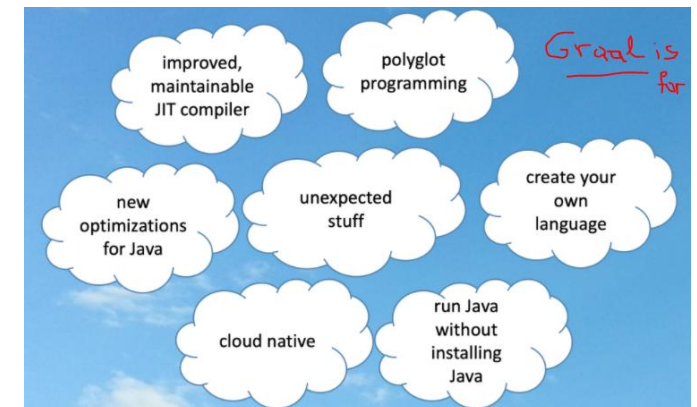 improved,
maintainable
JIT compiler
polyglot
programming
Graal is
for
new
optimizations
for Java
unexpected
stuff
create your
own
language
cloud native
run Java
without
installing
Java